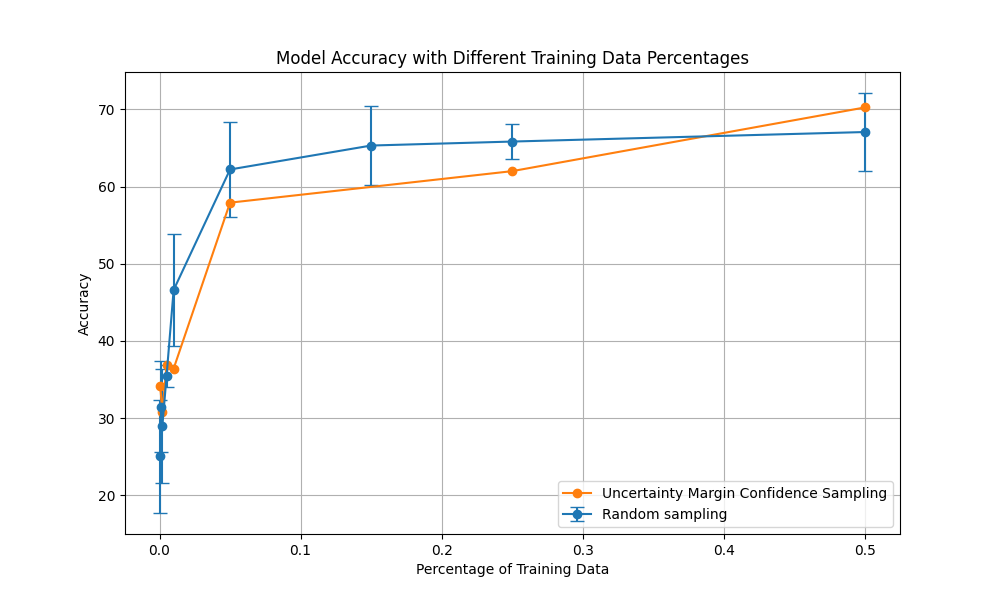 Model Accuracy with Different Training Data Percentages
70
60
50
40
30
20
Accuracy
0.0 0.1 0.2 0.3 0.4 0.5
Percentage of Training Data
Uncertainty Margin Confidence Sampling
Random sampling